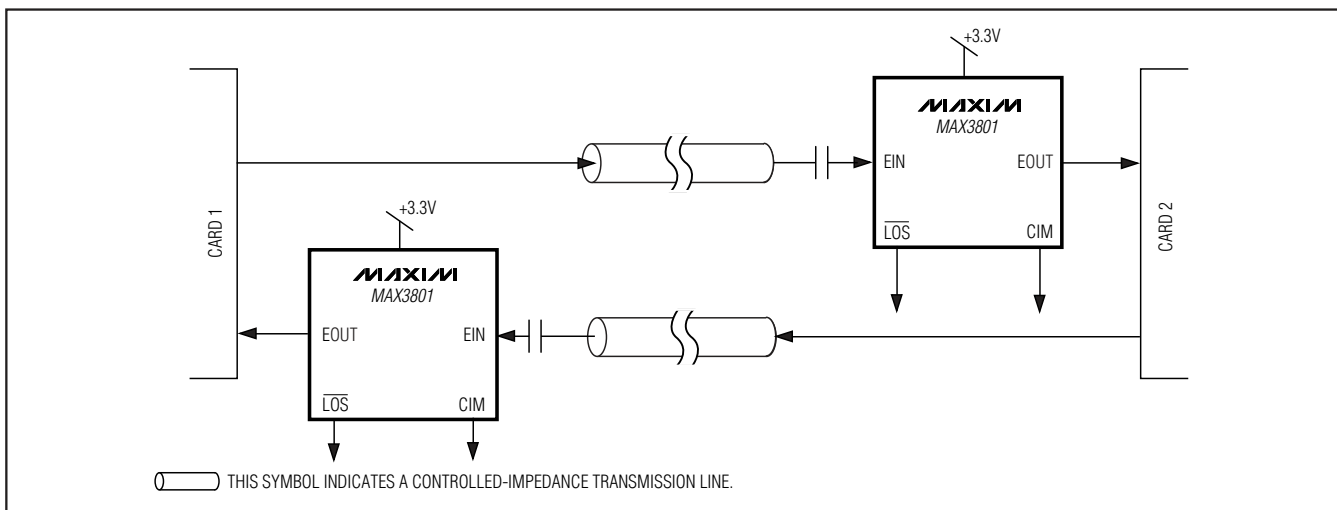 +3.3V
MAXIM
MAX3801
EIN
EOUT
LOS
CIM
CARD 1
CARD 2
+3.3V
MAXIM
MAX3801
EOUT
EIN
LOS
CIM
THIS SYMBOL INDICATES A CONTROLLED-IMPEDANCE TRANSMISSION LINE.